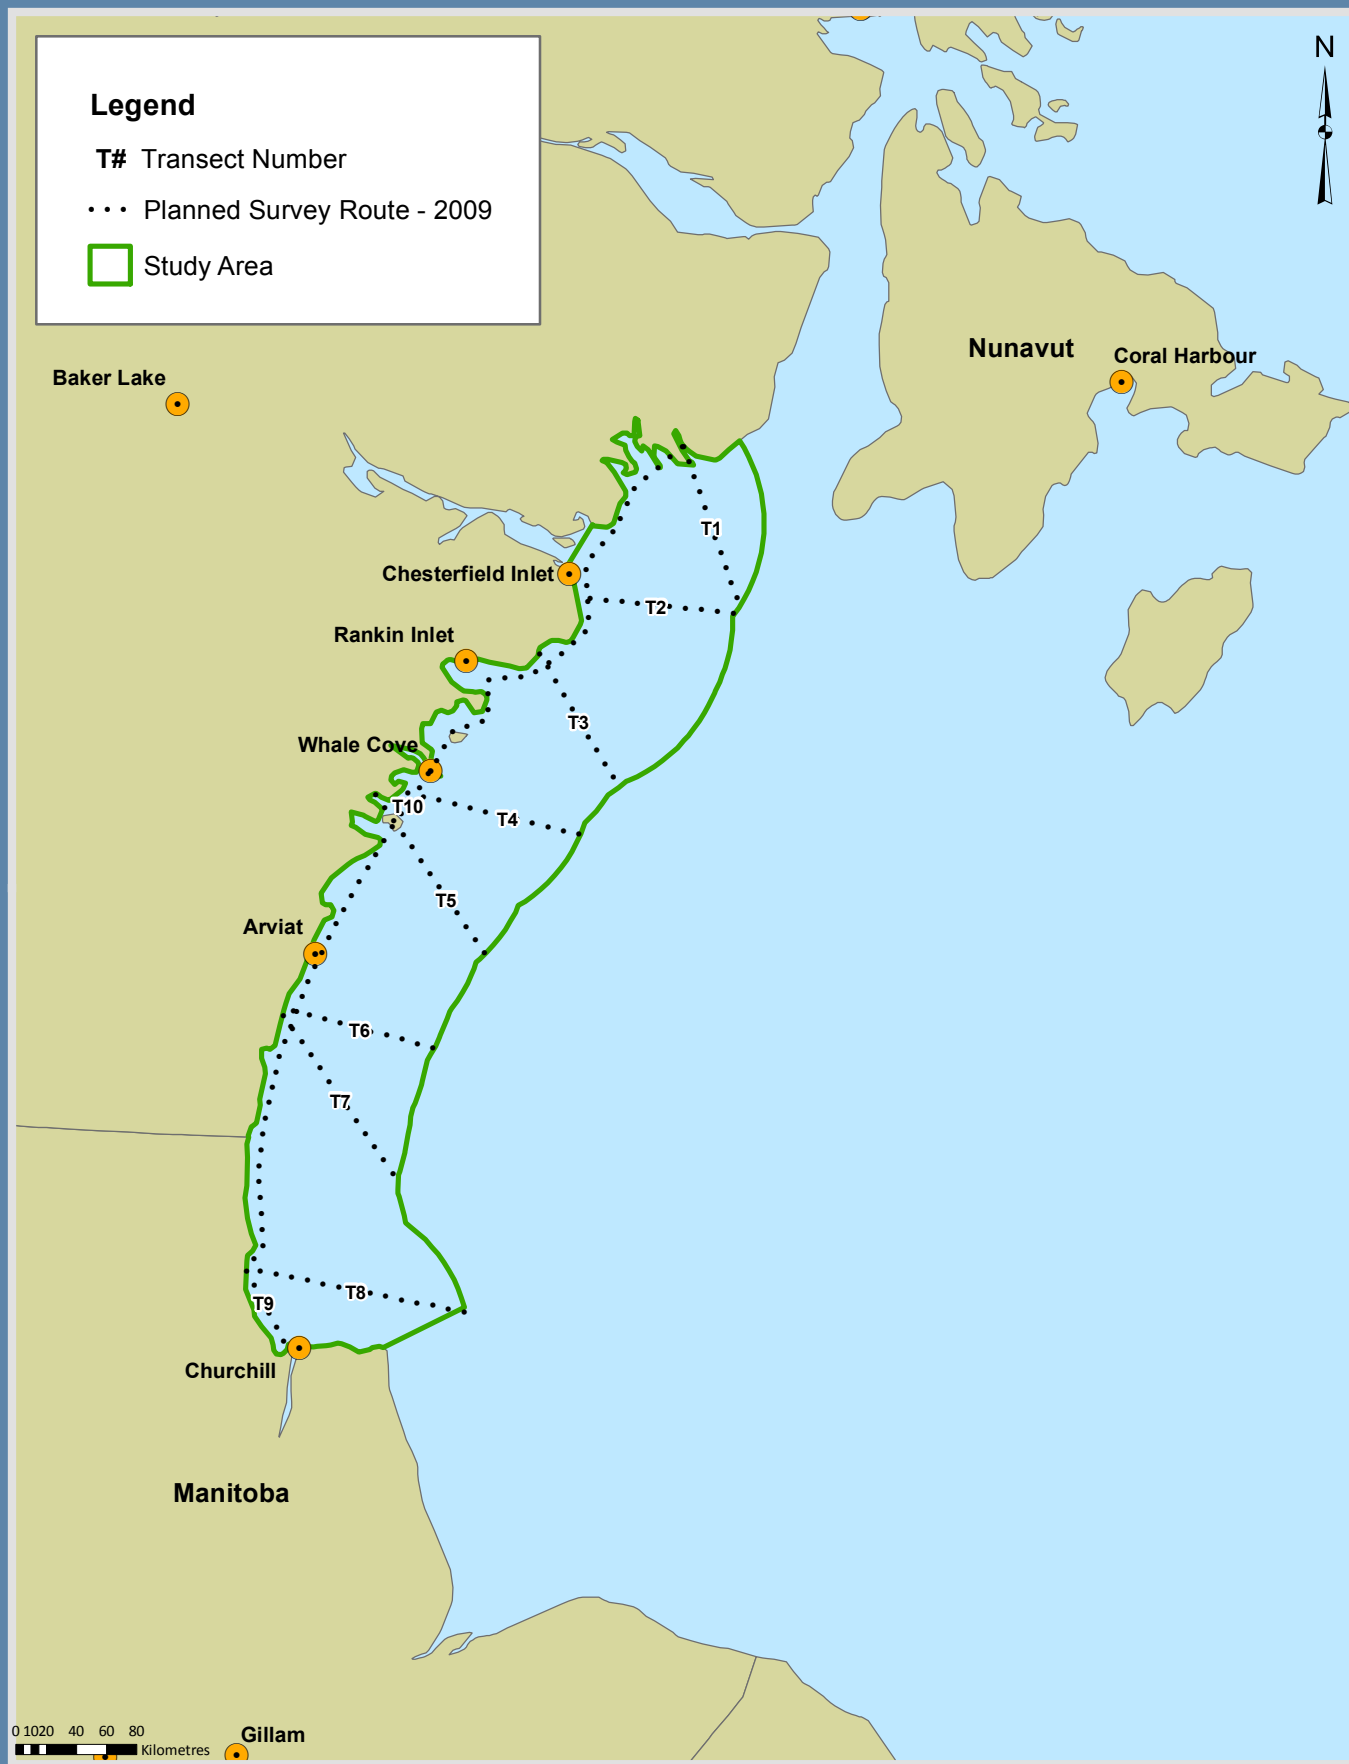 N
Legend
T# Transect Number
Planned Survey Route - 2009
Study Area
Nunavut
Coral Harbour
Baker Lake
T1
Chesterfield Inlet
T2
Rankin Inlet
T3
Whale Cove
T10
T4
T5
Arviat
T6
T7
T8
T9
Churchill
Manitoba
0 10 20 40 60 80
Kilometres
Gillam